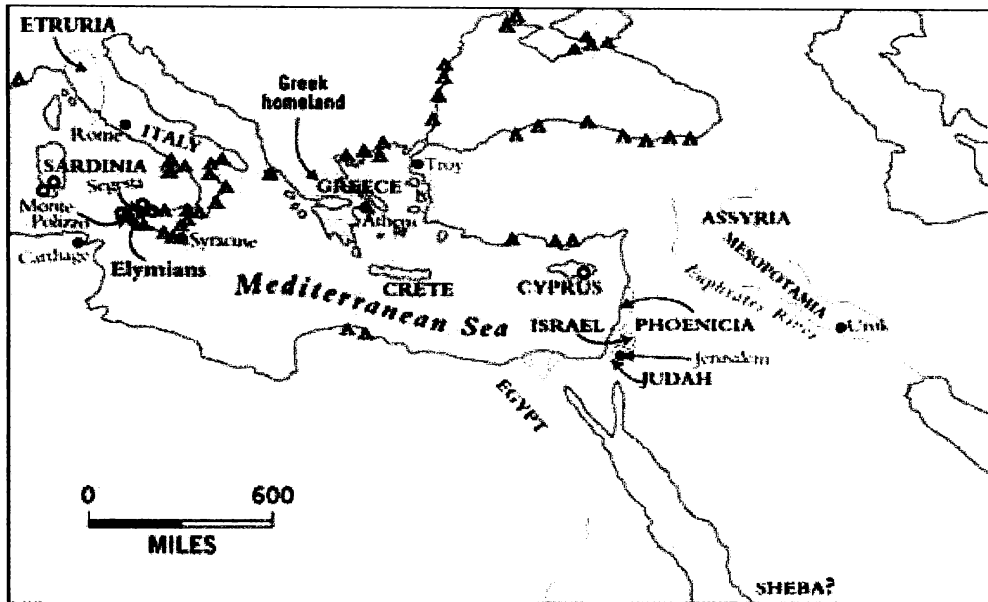 ETRURIA
Greek
homeland
Rome
ITALY
SARDINIA
Segesta
GREECE
Troy
Monte
Polizzo
Athens
Syracuse
Carthage
Elymians
ASSYRIA
MESOPOTAMIA
Euphrates River
Uruk
CRETE
CYPRUS
Mediterranean Sea
ISRAEL
PHOENICIA
Jerusalem
JUDAH
EGYPT
0
600
MILES
SHEBA?